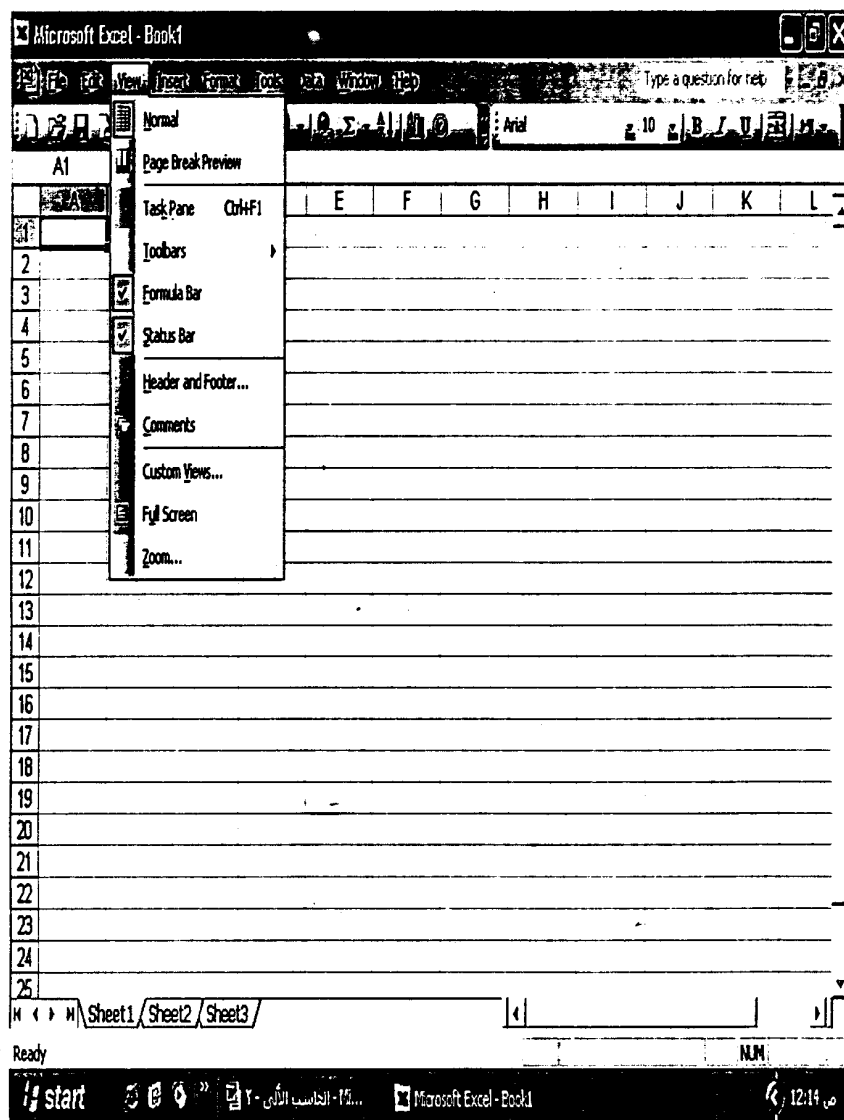 Microsoft Excel - Book1
File Edit View Insert Format Tools Data Window Help Type a question for help
Arial 10 B I U
A1
Normal
Page Break Preview
Task Pane Ctrl+F1
Toolbars
Formula Bar
Status Bar
Header and Footer...
Comments
Custom Views...
Full Screen
Zoom...
A E F G H I J K L
1
2
3
4
5
6
7
8
9
10
11
12
13
14
15
16
17
18
19
20
21
22
23
24
25
Sheet1 Sheet2 Sheet3
Ready NUM
start Mi... - الحاسب الألى - ٢ Microsoft Excel - Book1 12:14 ص